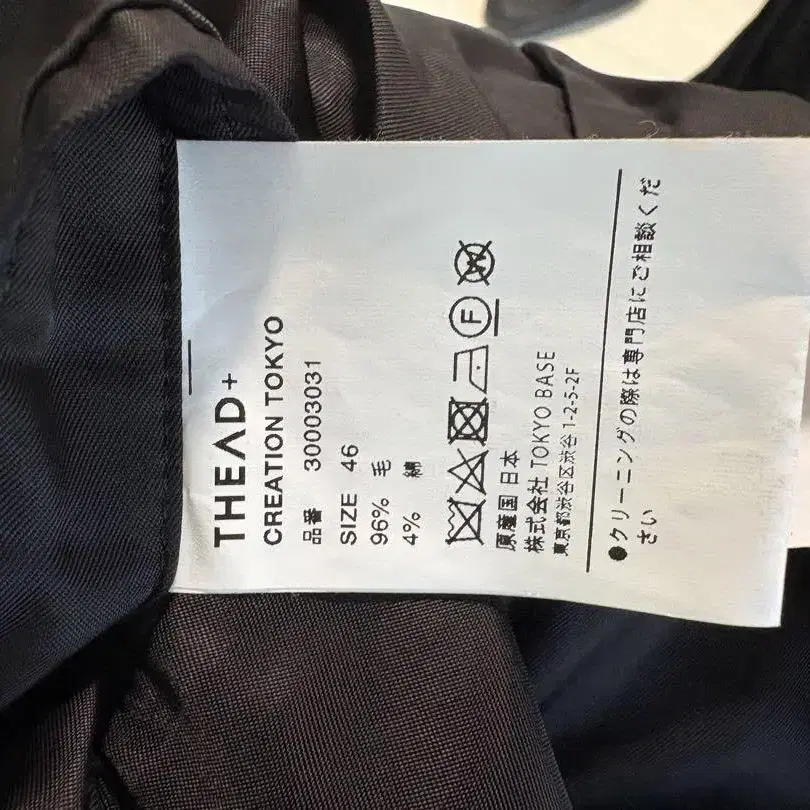 THEAD+
CREATION TOKYO
品番 30003031
SIZE 46
96% 毛
4% 絹
W
F
原産国 日本
株式会社 TOKYO BASE
東京都渋谷区渋谷 1-2-5-2F
●クリーニングの際は専門店にご相談くだ
さい